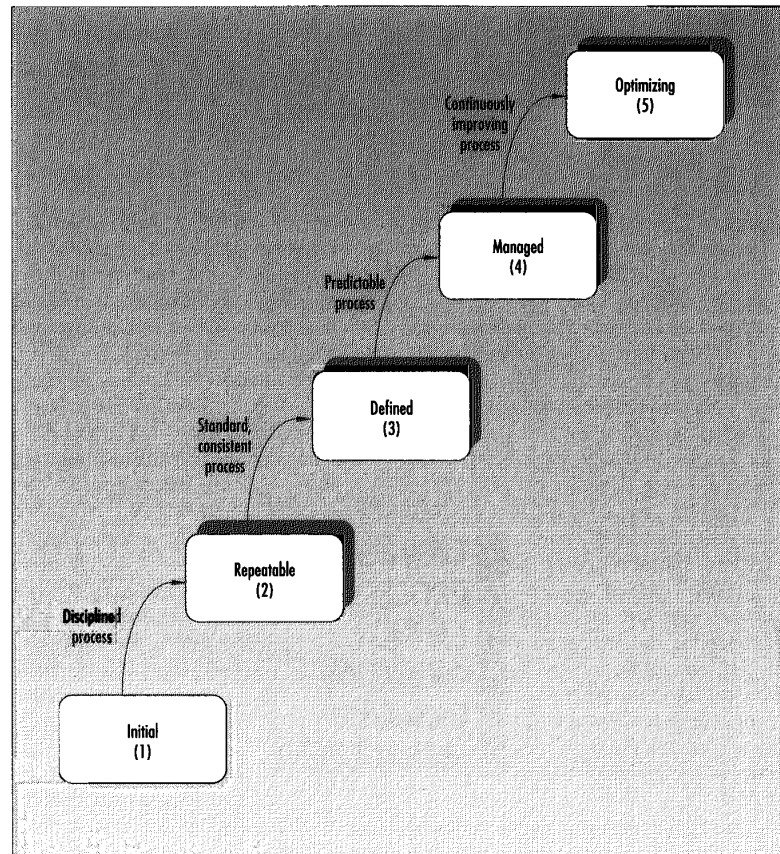 Optimizing
(5)
Continuously
improving
process
Managed
(4)
Predictable
process
Defined
(3)
Standard,
consistent
process
Repeatable
(2)
Disciplined
process
Initial
(1)